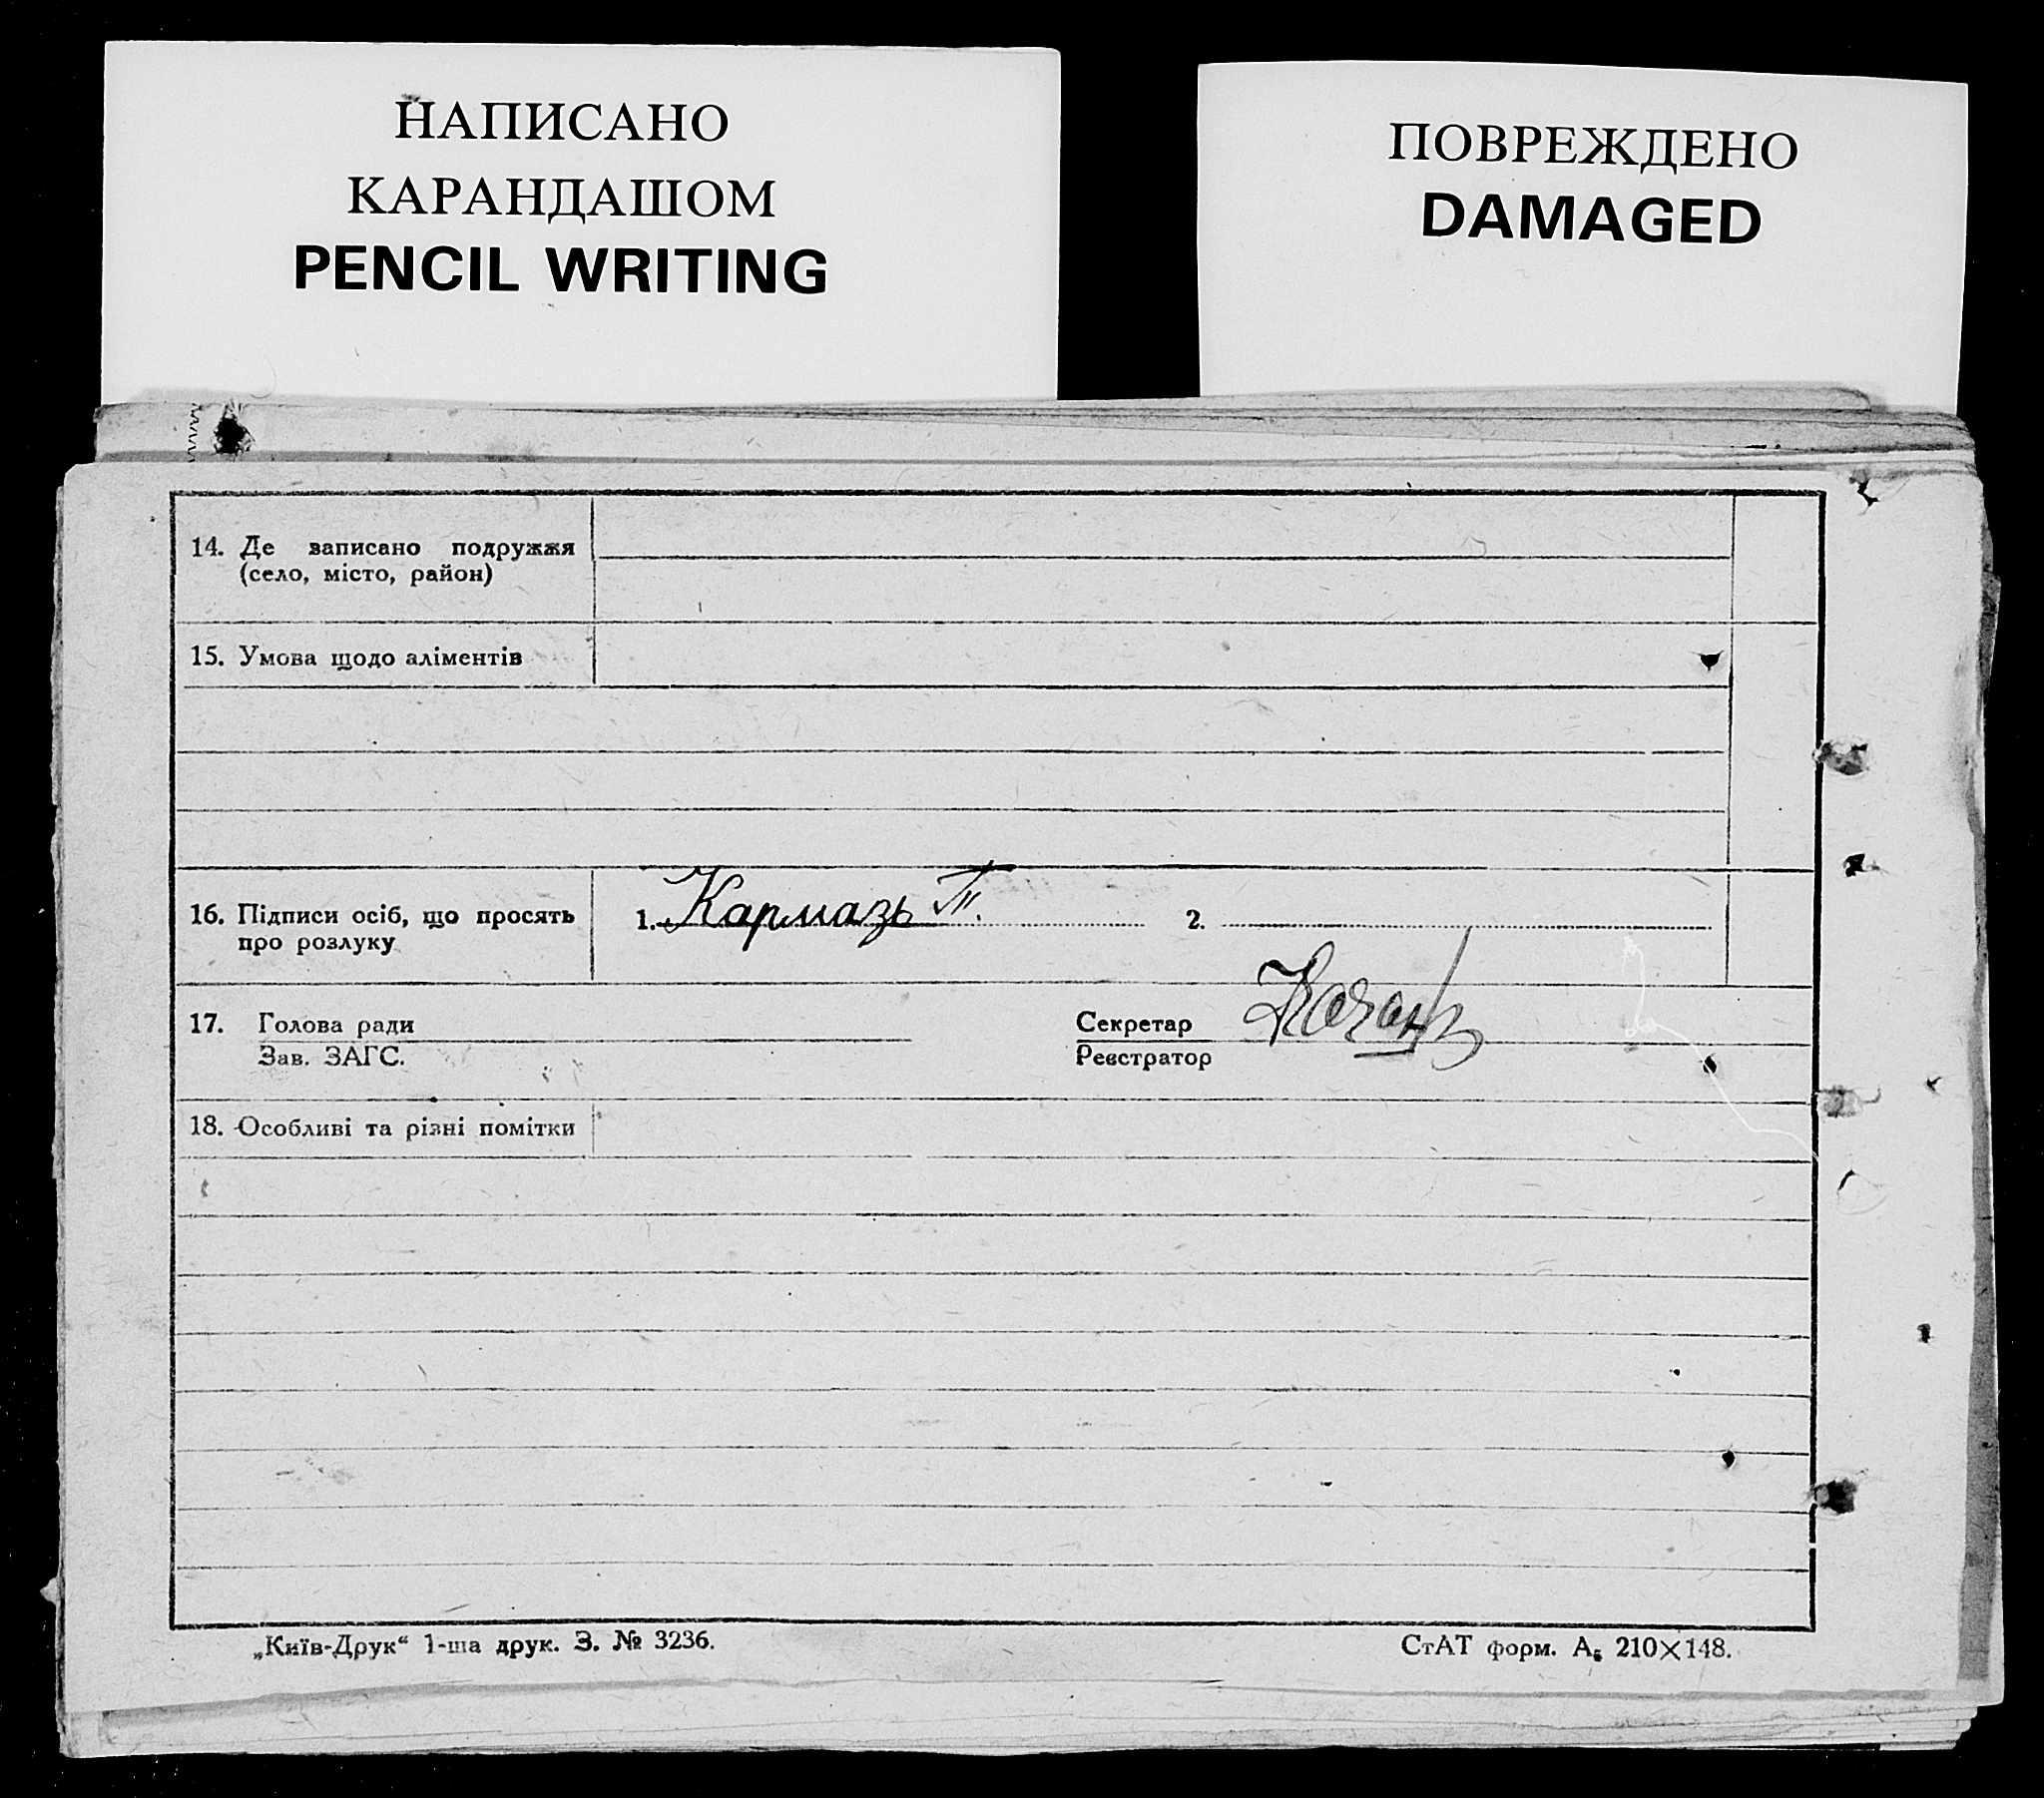 НАПИСАНО
КАРАНДАШОМ
PENCIL WRITING
ПОВРЕЖДЕНО
DAMAGED
14. Де записано подружжя
(село, місто, район)
15. Умова щодо аліментів
16. Підписи осіб, що просять
про розлуку
1. Кармазь Т. 2.
17. Голова ради
Зав. ЗАГС.
Секретар
Реєстратор
18. Особливі та різні помітки
„Київ-Друк“ 1-ша друк. З. № 3236.
СтАТ форм. А5 210×148.